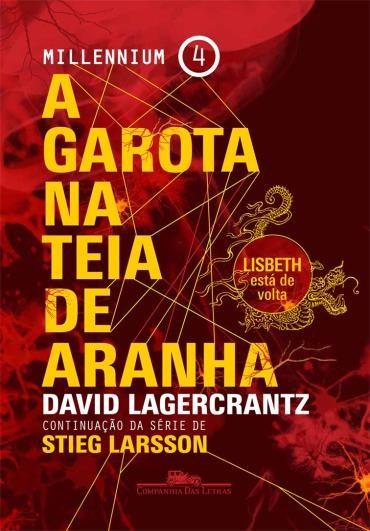 MILLENNIUM 4
A
GAROTA
NA
TEIA
DE
ARANHA
LISBETH
está de
volta
DAVID LAGERCRANTZ
CONTINUAÇÃO DA SÉRIE DE
STIEG LARSSON
COMPANHIA DAS LETRAS